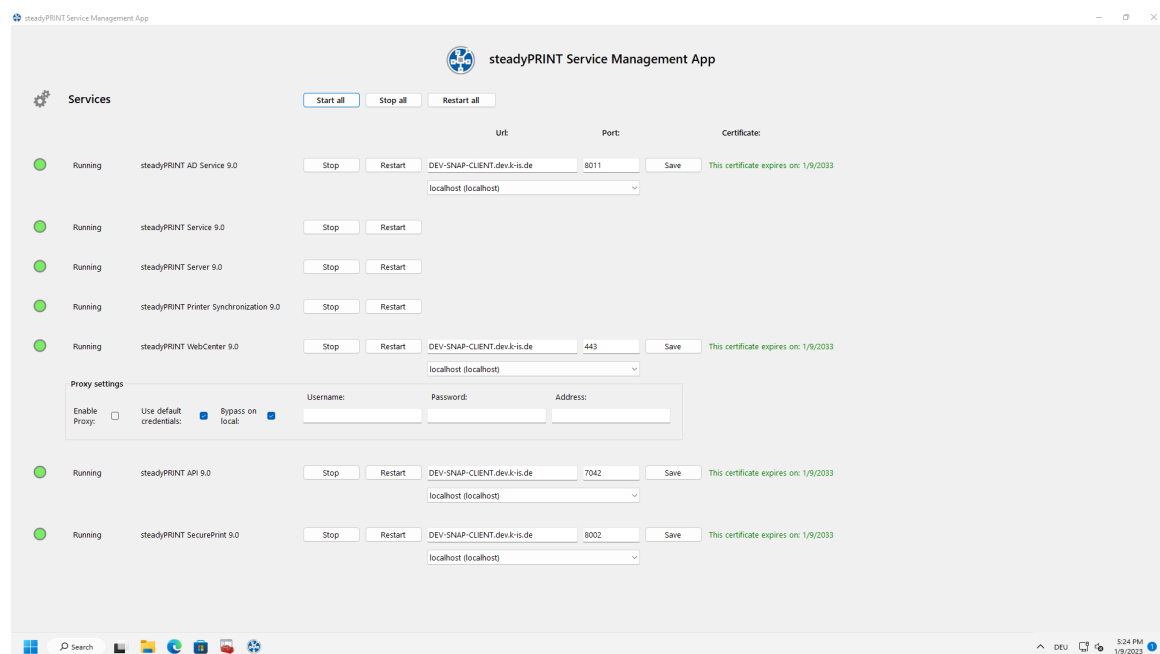 steadyPRINT Service Management App
steadyPRINT Service Management App
Services
Start all
Stop all
Restart all
Url:
Port:
Certificate:
Running
steadyPRINT AD Service 9.0
Stop
Restart
DEV-SNAP-CLIENT.dev.k-is.de
8011
Save
This certificate expires on: 1/9/2033
localhost (localhost)
Running
steadyPRINT Service 9.0
Stop
Restart
Running
steadyPRINT Server 9.0
Stop
Restart
Running
steadyPRINT Printer Synchronization 9.0
Stop
Restart
Running
steadyPRINT WebCenter 9.0
Stop
Restart
DEV-SNAP-CLIENT.dev.k-is.de
443
Save
This certificate expires on: 1/9/2033
localhost (localhost)
Proxy settings
Enable
Proxy:
Use default
credentials:
Bypass on
local:
Username:
Password:
Address:
Running
steadyPRINT API 9.0
Stop
Restart
DEV-SNAP-CLIENT.dev.k-is.de
7042
Save
This certificate expires on: 1/9/2033
localhost (localhost)
Running
steadyPRINT SecurePrint 9.0
Stop
Restart
DEV-SNAP-CLIENT.dev.k-is.de
8002
Save
This certificate expires on: 1/9/2033
localhost (localhost)
Search
DEU
5:24 PM
1/9/2023
1